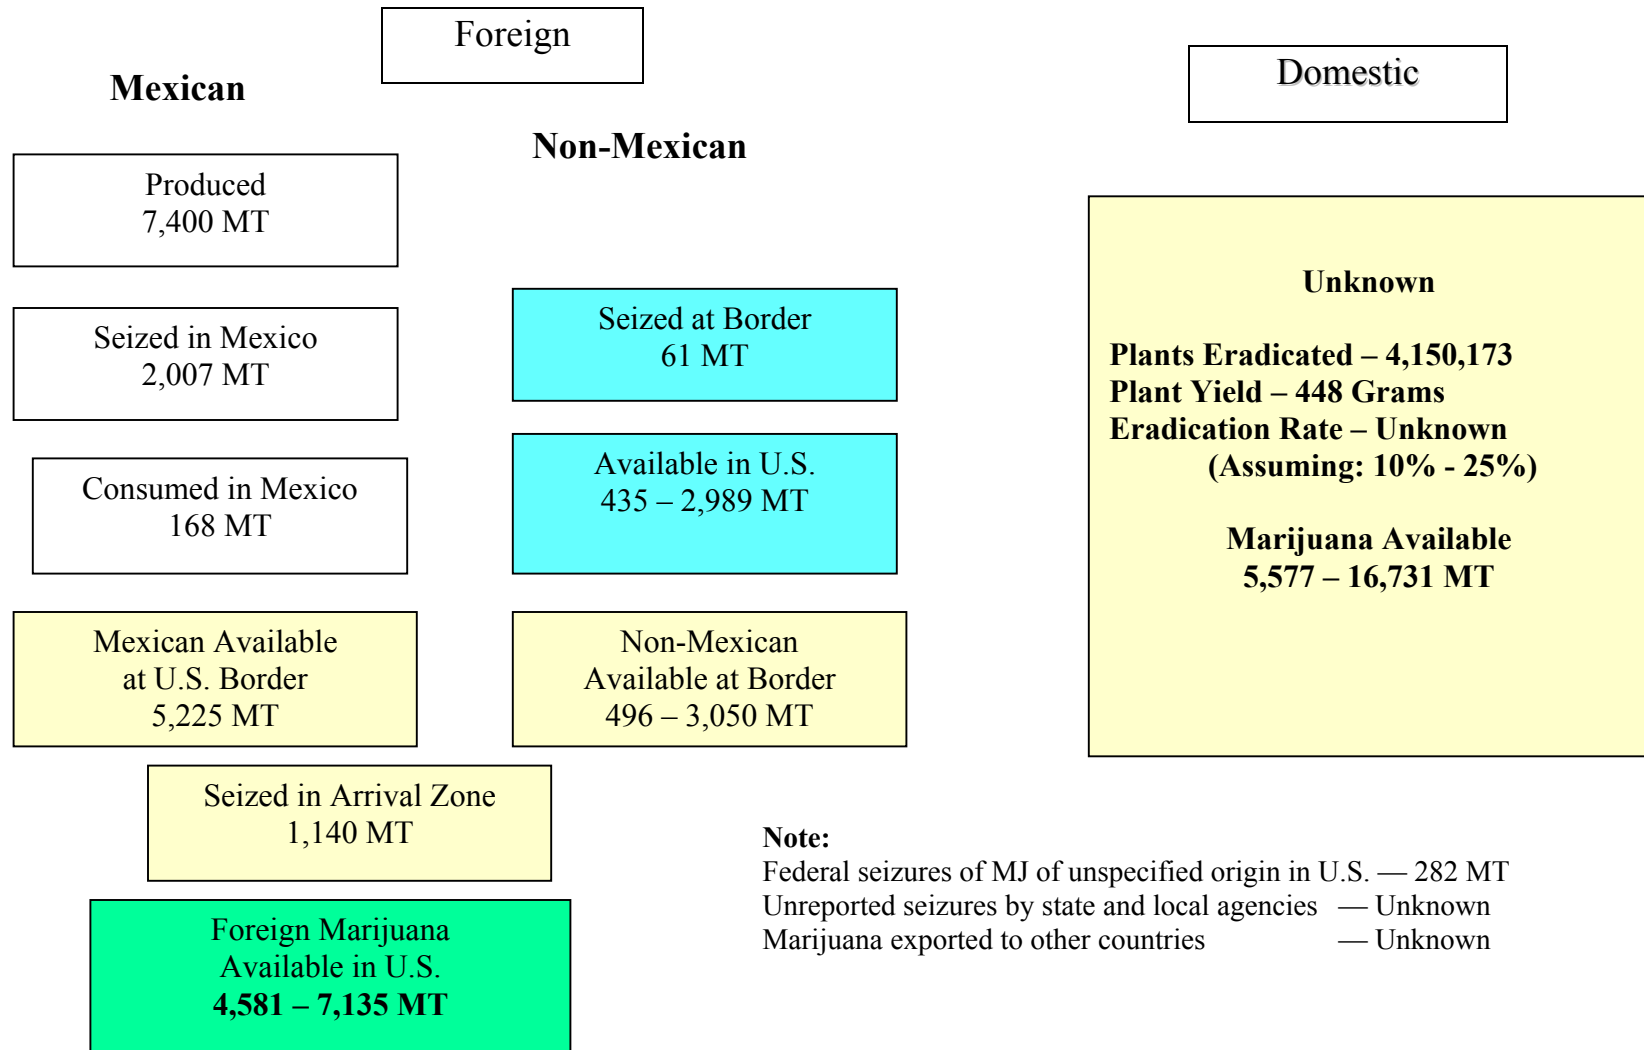 Foreign
Mexican
Non-Mexican
Produced
7,400 MT
Seized in Mexico
2,007 MT
Consumed in Mexico
168 MT
Mexican Available
at U.S. Border
5,225 MT
Seized at Border
61 MT
Available in U.S.
435 – 2,989 MT
Non-Mexican
Available at Border
496 – 3,050 MT
Seized in Arrival Zone
1,140 MT
Foreign Marijuana
Available in U.S.
4,581 – 7,135 MT
Domestic
Unknown
Plants Eradicated – 4,150,173
Plant Yield – 448 Grams
Eradication Rate – Unknown
(Assuming: 10% - 25%)
Marijuana Available
5,577 – 16,731 MT
Note:
Federal seizures of MJ of unspecified origin in U.S. — 282 MT
Unreported seizures by state and local agencies — Unknown
Marijuana exported to other countries — Unknown